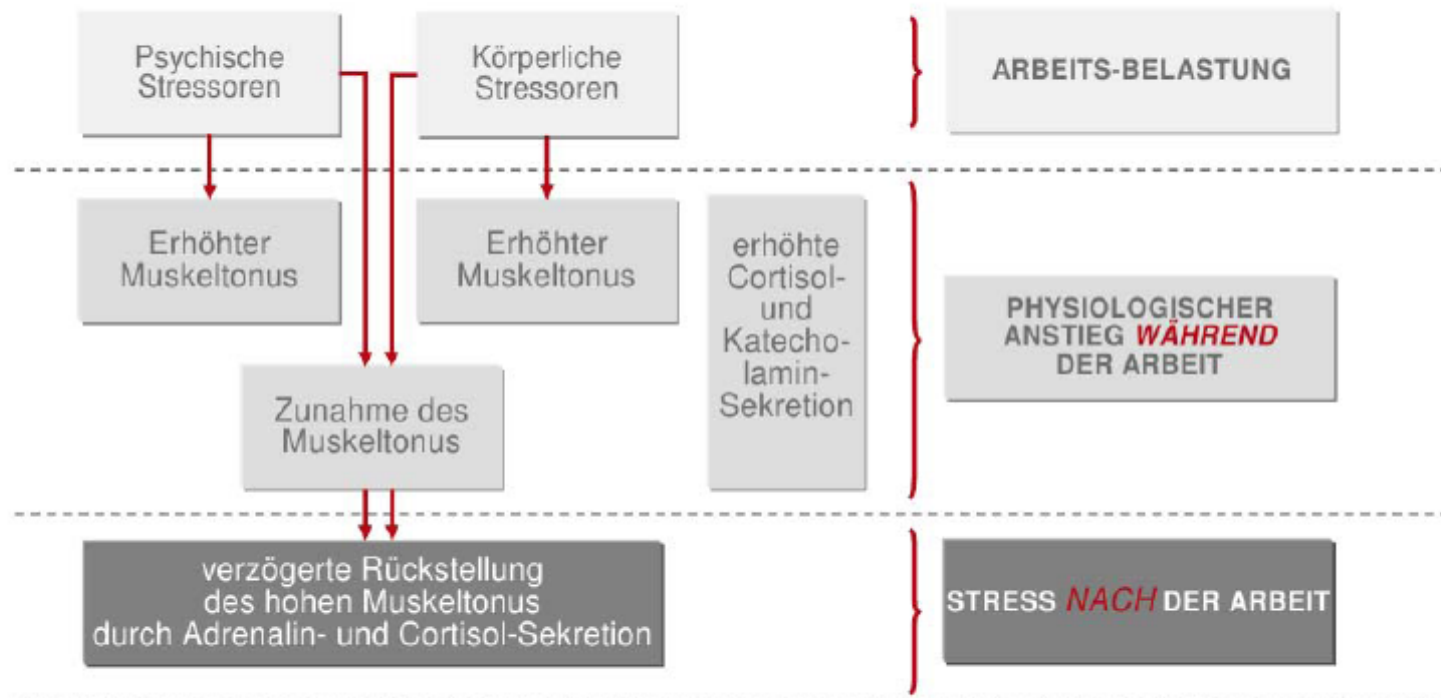 Psychische
Stressoren
Körperliche
Stressoren
ARBEITS-BELASTUNG
Erhöhter
Muskeltonus
Erhöhter
Muskeltonus
erhöhte
Cortisol-
und
Katecho-
lamin-
Sekretion
PHYSIOLOGISCHER
ANSTIEG WÄHREND
DER ARBEIT
Zunahme des
Muskeltonus
verzögerte Rückstellung
des hohen Muskeltonus
durch Adrenalin- und Cortisol-Sekretion
STRESS NACH DER ARBEIT